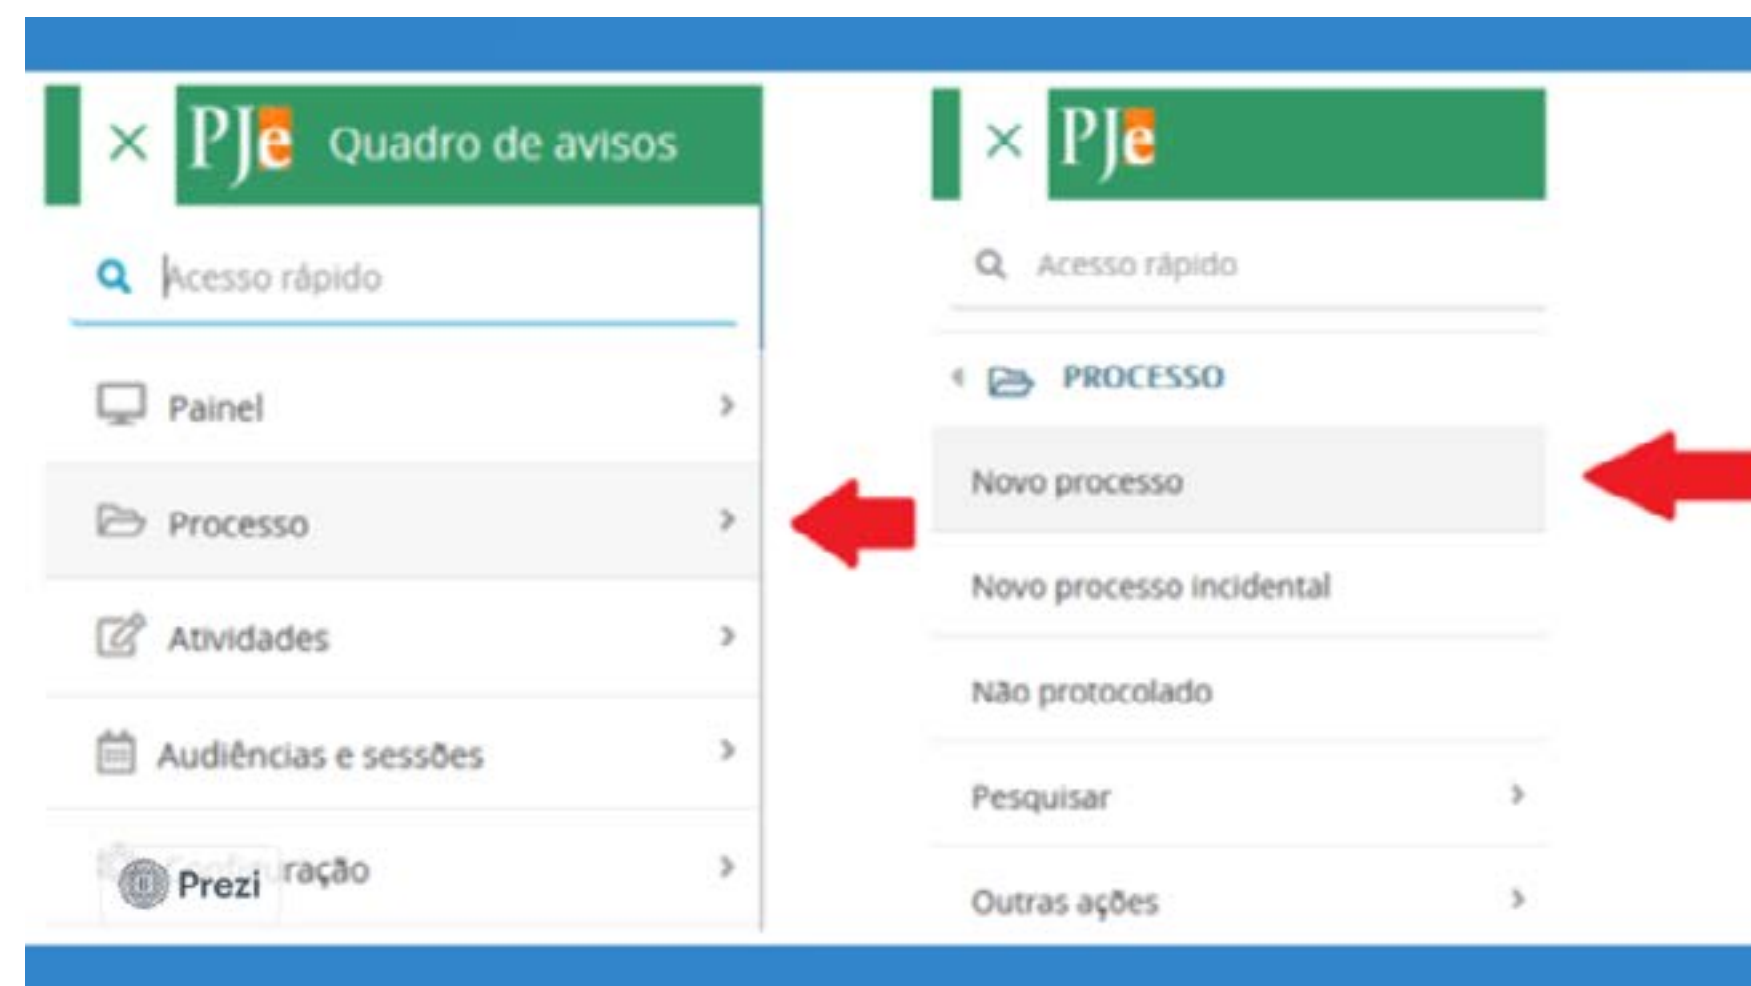 PJe Quadro de avisos
Acesso rápido
Painel
Processo
Atividades
Audiências e sessões
ração
Prezi
PJe
Acesso rápido
PROCESSO
Novo processo
Novo processo incidental
Não protocolado
Pesquisar
Outras ações